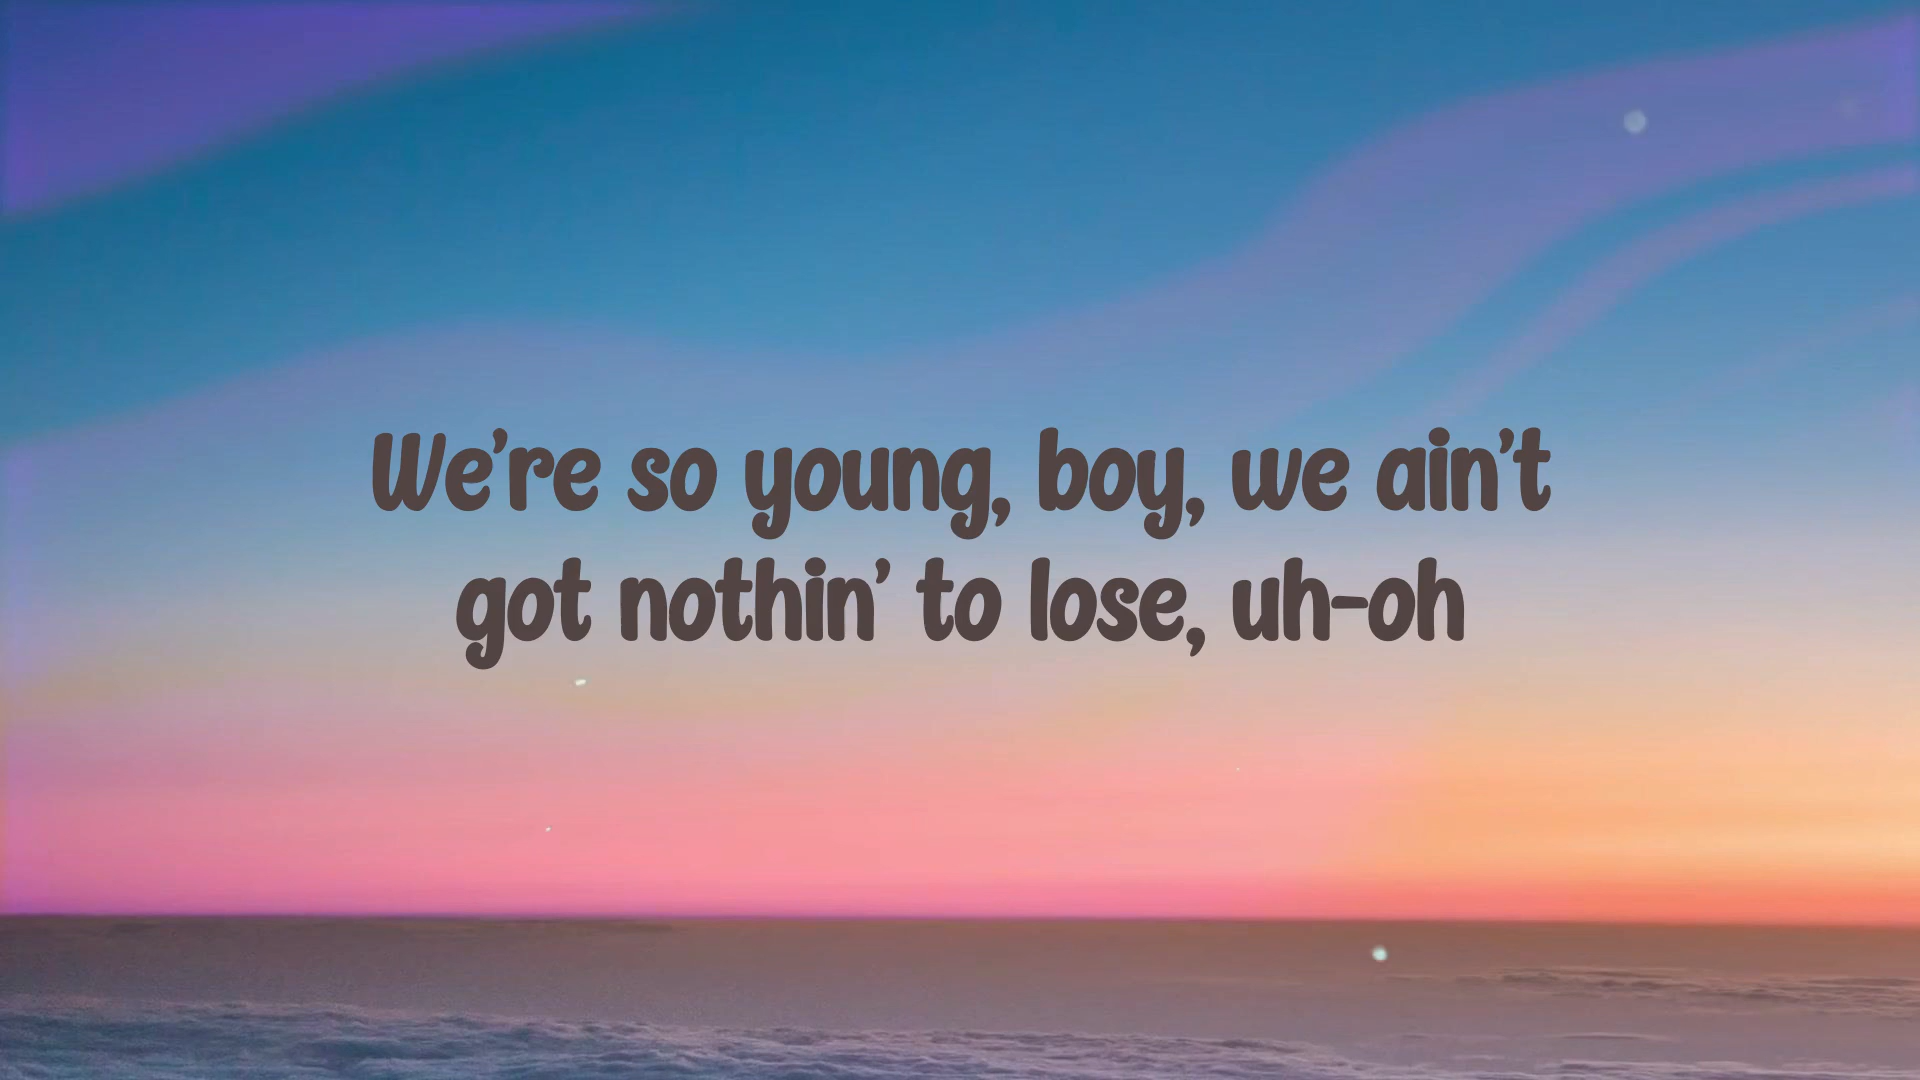 We’re so young, boy, we ain’t
got nothin’ to lose, uh-oh